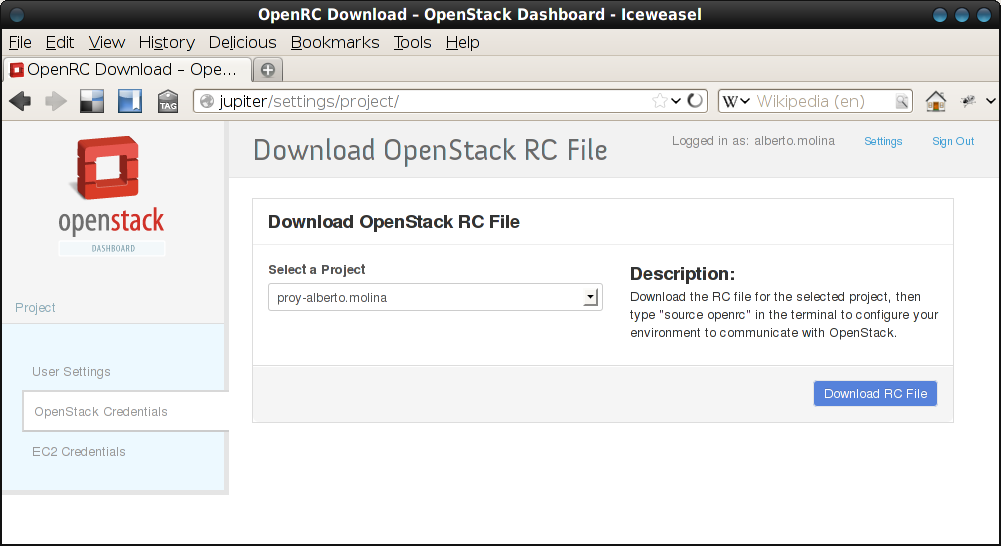 OpenRC Download – OpenStack Dashboard - Iceweasel
File Edit View History Delicious Bookmarks Tools Help
OpenRC Download – Ope...
TAG jupiter/settings/project/ W Wikipedia (en)
openstack
DASHBOARD
Project
User Settings
OpenStack Credentials
EC2 Credentials
Download OpenStack RC File
Logged in as: alberto.molina Settings Sign Out
Download OpenStack RC File
Select a Project
proy-alberto.molina
Description:
Download the RC file for the selected project, then
type "source openrc" in the terminal to configure your
environment to communicate with OpenStack.
Download RC File